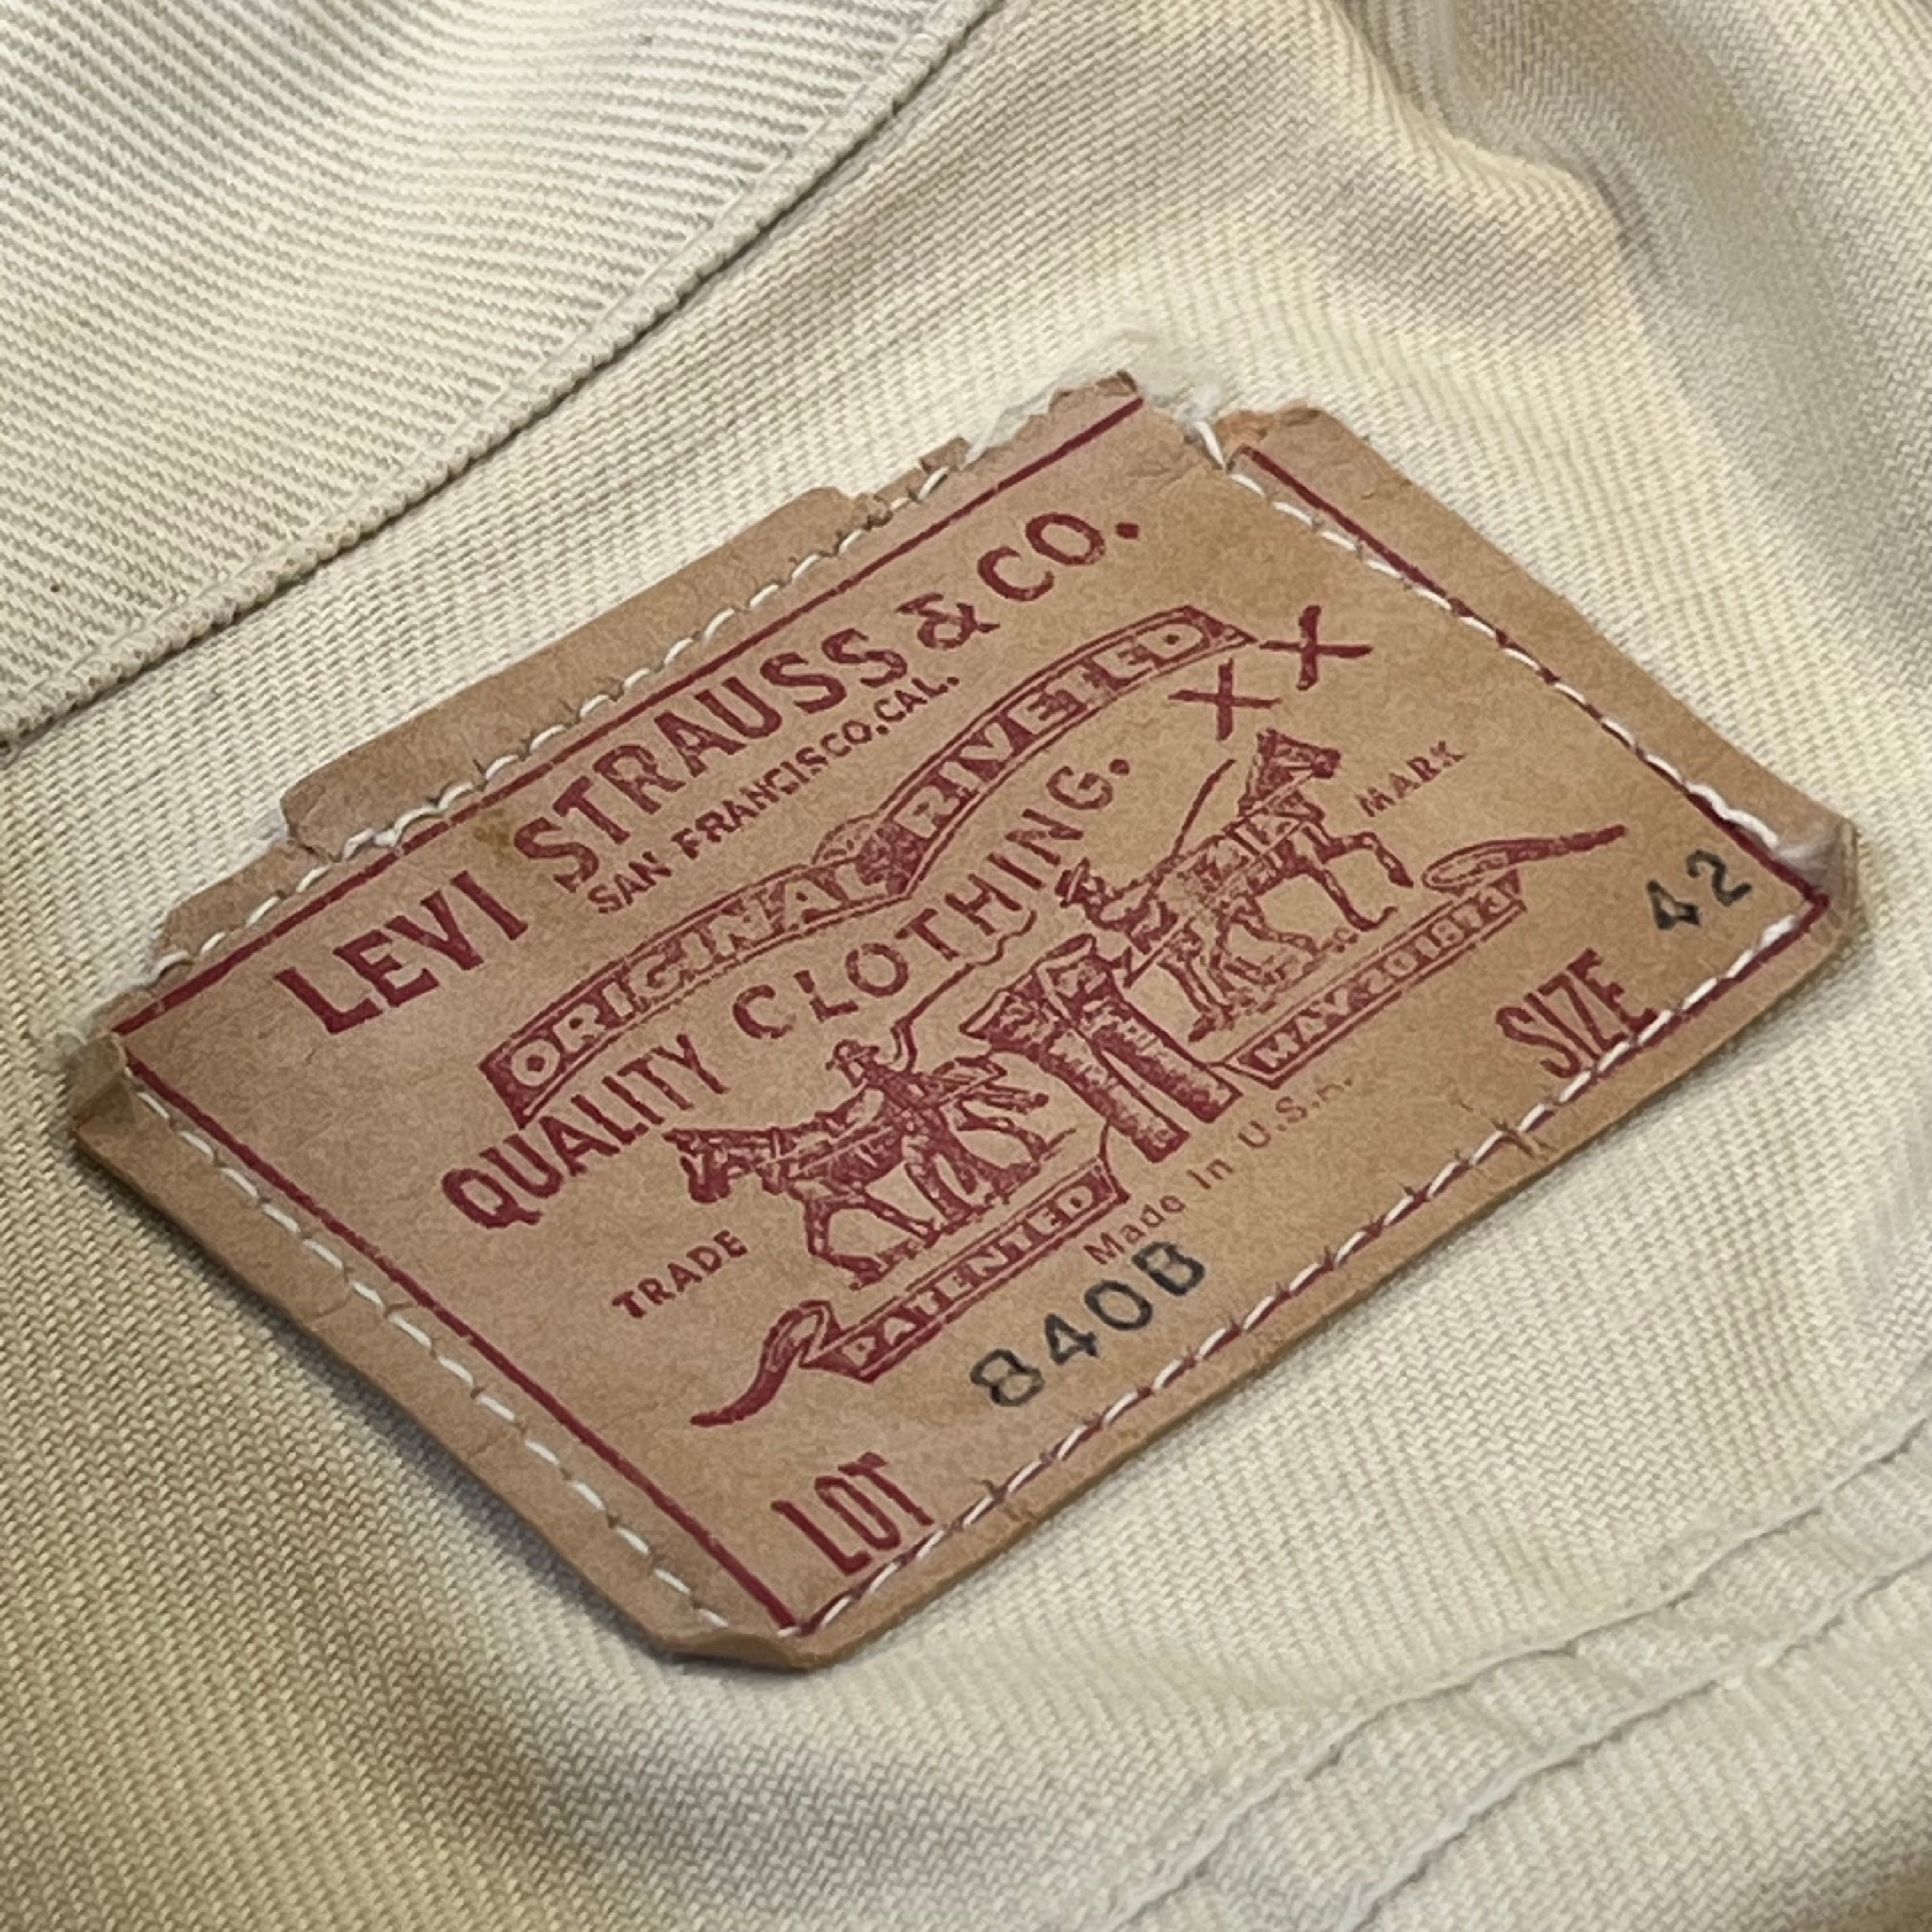 LEVI STRAUSS & CO.
SAN FRANCISCO, CAL.
ORIGINAL RIVETED
QUALITY CLOTHING.
XX
TRADE MARK
PATENTED MAY 20 1873
Made in U.S.A.
LOT 840B SIZE 42